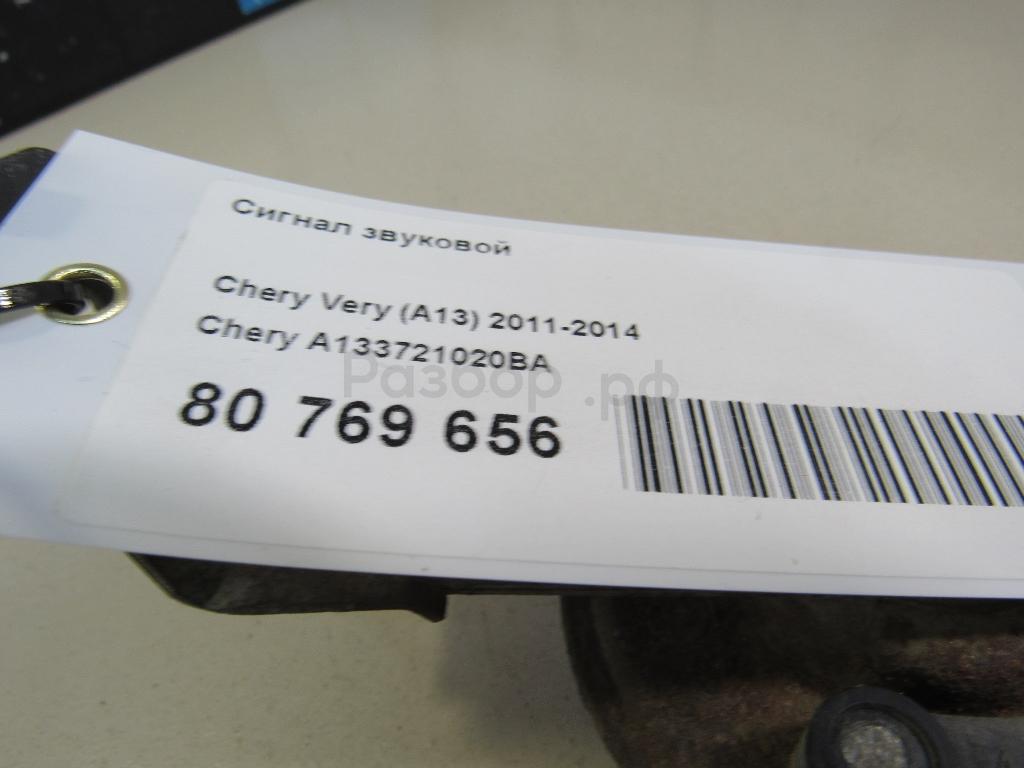 Сигнал звуковой
Chery Very (A13) 2011-2014
Chery A133721020BA
Разбор.рф
80 769 656